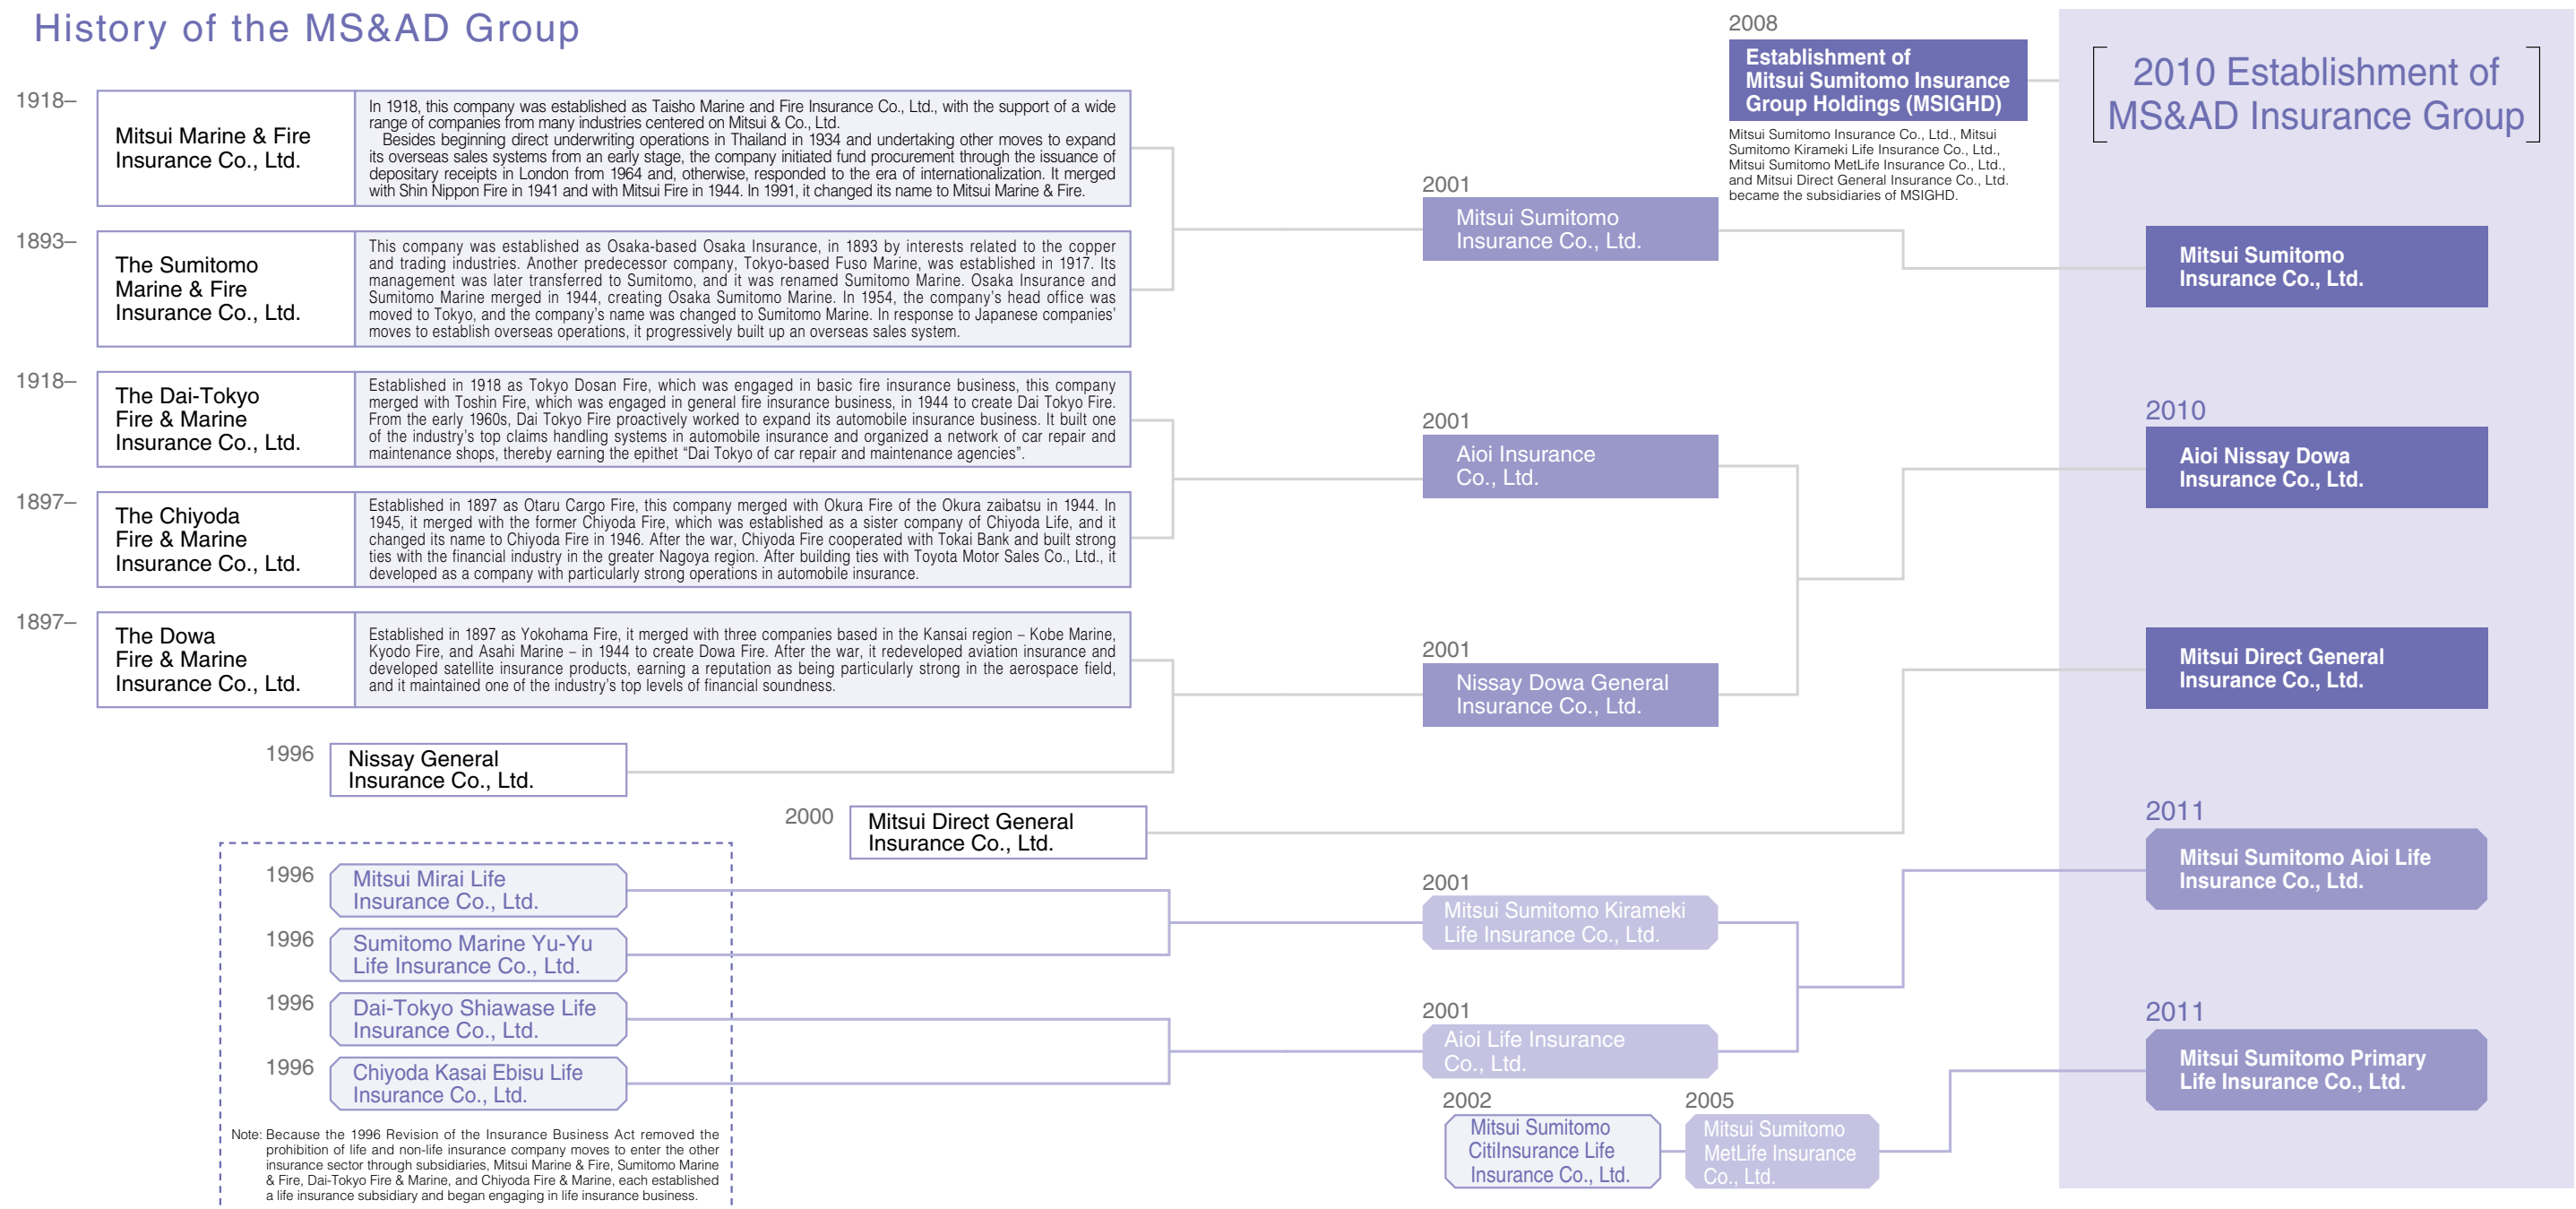 History of the MS&AD Group
1918–
Mitsui Marine & Fire
Insurance Co., Ltd.
In 1918, this company was established as Taisho Marine and Fire Insurance Co., Ltd., with the support of a wide
range of companies from many industries centered on Mitsui & Co., Ltd.
Besides beginning direct underwriting operations in Thailand in 1934 and undertaking other moves to expand
its overseas sales systems from an early stage, the company initiated fund procurement through the issuance of
depositary receipts in London from 1964 and, otherwise, responded to the era of internationalization. It merged
with Shin Nippon Fire in 1941 and with Mitsui Fire in 1944. In 1991, it changed its name to Mitsui Marine & Fire.
1893–
The Sumitomo
Marine & Fire
Insurance Co., Ltd.
This company was established as Osaka-based Osaka Insurance, in 1893 by interests related to the copper
and trading industries. Another predecessor company, Tokyo-based Fuso Marine, was established in 1917. Its
management was later transferred to Sumitomo, and it was renamed Sumitomo Marine. Osaka Insurance and
Sumitomo Marine merged in 1944, creating Osaka Sumitomo Marine. In 1954, the company's head office was
moved to Tokyo, and the company's name was changed to Sumitomo Marine. In response to Japanese companies'
moves to establish overseas operations, it progressively built up an overseas sales system.
1918–
The Dai-Tokyo
Fire & Marine
Insurance Co., Ltd.
Established in 1918 as Tokyo Dosan Fire, which was engaged in basic fire insurance business, this company
merged with Toshin Fire, which was engaged in general fire insurance business, in 1944 to create Dai Tokyo Fire.
From the early 1960s, Dai Tokyo Fire proactively worked to expand its automobile insurance business. It built one
of the industry's top claims handling systems in automobile insurance and organized a network of car repair and
maintenance shops, thereby earning the epithet “Dai Tokyo of car repair and maintenance agencies”.
1897–
The Chiyoda
Fire & Marine
Insurance Co., Ltd.
Established in 1897 as Otaru Cargo Fire, this company merged with Okura Fire of the Okura zaibatsu in 1944. In
1945, it merged with the former Chiyoda Fire, which was established as a sister company of Chiyoda Life, and it
changed its name to Chiyoda Fire in 1946. After the war, Chiyoda Fire cooperated with Tokai Bank and built strong
ties with the financial industry in the greater Nagoya region. After building ties with Toyota Motor Sales Co., Ltd., it
developed as a company with particularly strong operations in automobile insurance.
1897–
The Dowa
Fire & Marine
Insurance Co., Ltd.
Established in 1897 as Yokohama Fire, it merged with three companies based in the Kansai region – Kobe Marine,
Kyodo Fire, and Asahi Marine – in 1944 to create Dowa Fire. After the war, it redeveloped aviation insurance and
developed satellite insurance products, earning a reputation as being particularly strong in the aerospace field,
and it maintained one of the industry's top levels of financial soundness.
1996
Nissay General
Insurance Co., Ltd.
2000
Mitsui Direct General
Insurance Co., Ltd.
1996
Mitsui Mirai Life
Insurance Co., Ltd.
1996
Sumitomo Marine Yu-Yu
Life Insurance Co., Ltd.
1996
Dai-Tokyo Shiawase Life
Insurance Co., Ltd.
1996
Chiyoda Kasai Ebisu Life
Insurance Co., Ltd.
Note: Because the 1996 Revision of the Insurance Business Act removed the
prohibition of life and non-life insurance company moves to enter the other
insurance sector through subsidiaries, Mitsui Marine & Fire, Sumitomo Marine
& Fire, Dai-Tokyo Fire & Marine, and Chiyoda Fire & Marine, each established
a life insurance subsidiary and began engaging in life insurance business.
2001
Mitsui Sumitomo
Insurance Co., Ltd.
2001
Aioi Insurance
Co., Ltd.
2001
Nissay Dowa General
Insurance Co., Ltd.
2001
Mitsui Sumitomo Kirameki
Life Insurance Co., Ltd.
2001
Aioi Life Insurance
Co., Ltd.
2002
Mitsui Sumitomo
CitiInsurance Life
Insurance Co., Ltd.
2005
Mitsui Sumitomo
MetLife Insurance
Co., Ltd.
2008
Establishment of
Mitsui Sumitomo Insurance
Group Holdings (MSIGHD)
Mitsui Sumitomo Insurance Co., Ltd., Mitsui
Sumitomo Kirameki Life Insurance Co., Ltd.,
Mitsui Sumitomo MetLife Insurance Co., Ltd.,
and Mitsui Direct General Insurance Co., Ltd.
became the subsidiaries of MSIGHD.
2010 Establishment of
MS&AD Insurance Group
Mitsui Sumitomo
Insurance Co., Ltd.
2010
Aioi Nissay Dowa
Insurance Co., Ltd.
Mitsui Direct General
Insurance Co., Ltd.
2011
Mitsui Sumitomo Aioi Life
Insurance Co., Ltd.
2011
Mitsui Sumitomo Primary
Life Insurance Co., Ltd.